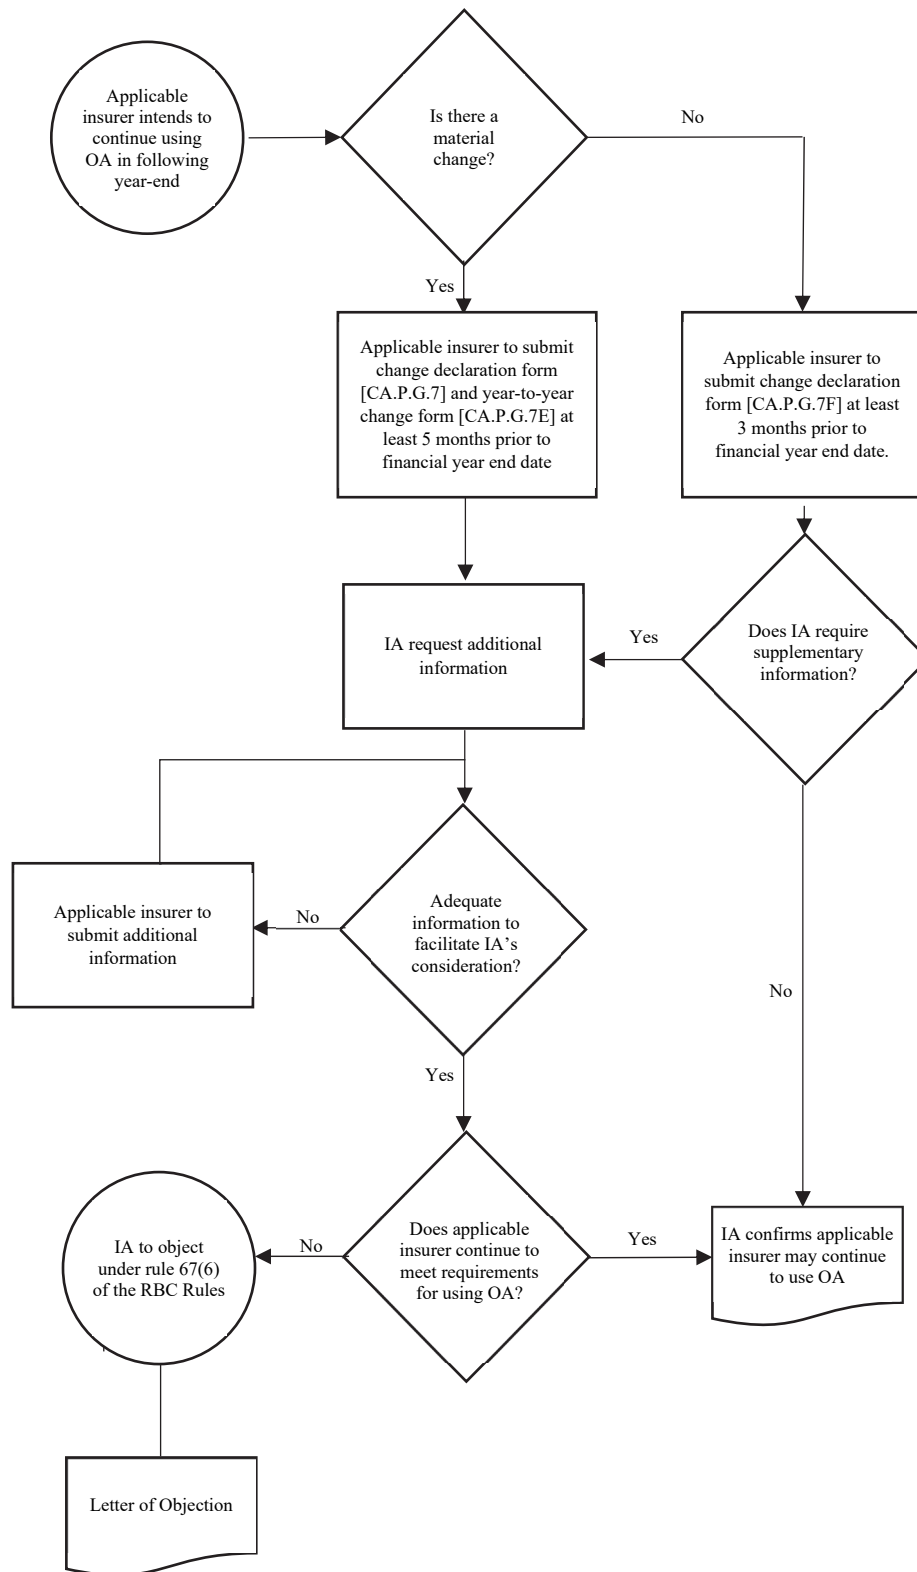 Applicable
insurer intends to
continue using
OA in following
year-end
Is there a
material
change?
No
Yes
Applicable insurer to submit
change declaration form
[CA.P.G.7] and year-to-year
change form [CA.P.G.7E] at
least 5 months prior to
financial year end date
Applicable insurer to
submit change declaration
form [CA.P.G.7F] at least
3 months prior to
financial year end date.
IA request additional
information
Yes
Does IA require
supplementary
information?
Applicable insurer to
submit additional
information
No
Adequate
information to
facilitate IA’s
consideration?
No
Yes
IA to object
under rule 67(6)
of the RBC Rules
No
Does applicable
insurer continue to
meet requirements
for using OA?
Yes
IA confirms applicable
insurer may continue
to use OA
Letter of Objection